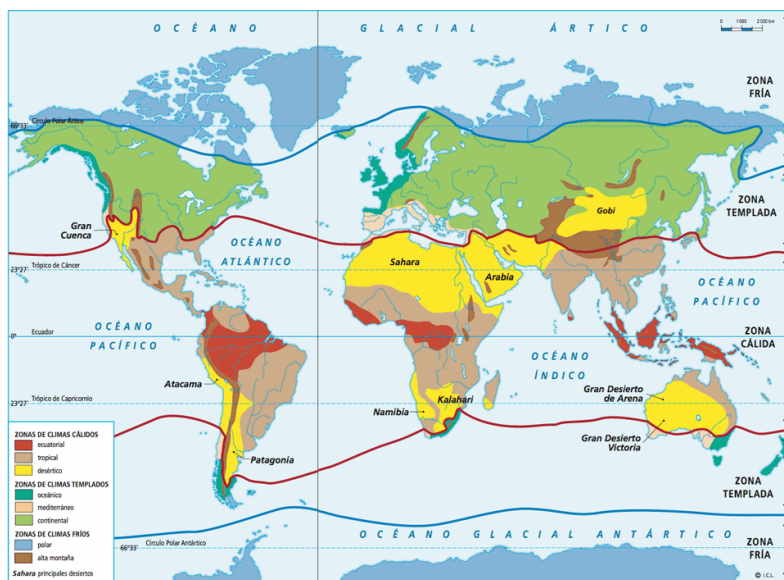 OCÉANO GLACIAL ÁRTICO
0 1 000 2 000 km
ZONA
FRÍA
66°33'
Círculo Polar Ártico
ZONA
TEMPLADA
Gran
Cuenca
Gobi
OCÉANO
ATLÁNTICO
Sahara
Arabia
23°27'
Trópico de Cáncer
OCÉANO
PACÍFICO
OCÉANO
PACÍFICO
Ecuador
0°
ZONA
CÁLIDA
OCÉANO
ÍNDICO
Atacama
Gran Desierto
de Arena
Kalahari
Trópico de Capricornio
23°27'
Namibia
Gran Desierto
Victoria
Patagonia
ZONAS DE CLIMAS CÁLIDOS
ecuatorial
tropical
desértico
ZONAS DE CLIMAS TEMPLADOS
oceánico
mediterráneo
continental
ZONAS DE CLIMAS FRÍOS
polar
alta montaña
Sahara principales desiertos
ZONA
TEMPLADA
OCÉANO GLACIAL ANTÁRTICO
Círculo Polar Antártico
66°33'
ZONA
FRÍA